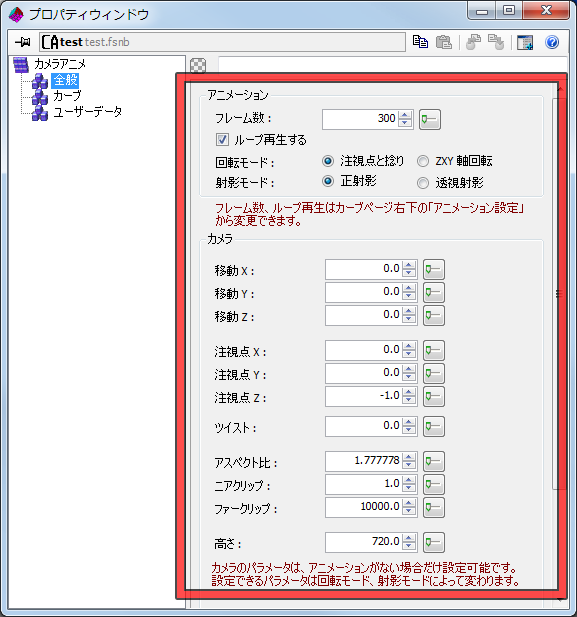 プロパティウィンドウ
CA test test.fsnb
カメラアニメ
全般
カーブ
ユーザーデータ
アニメーション
フレーム数： 300
ループ再生する
回転モード： 注視点と捻り ZXY 軸回転
射影モード： 正射影 透視射影
フレーム数、ループ再生はカーブページ右下の「アニメーション設定」
から変更できます。
カメラ
移動 X： 0.0
移動 Y： 0.0
移動 Z： 0.0
注視点 X： 0.0
注視点 Y： 0.0
注視点 Z： -1.0
ツイスト： 0.0
アスペクト比： 1.777778
ニアクリップ： 1.0
ファークリップ： 10000.0
高さ： 720.0
カメラのパラメータは、アニメーションがない場合だけ設定可能です。
設定できるパラメータは回転モード、射影モードによって変わります。